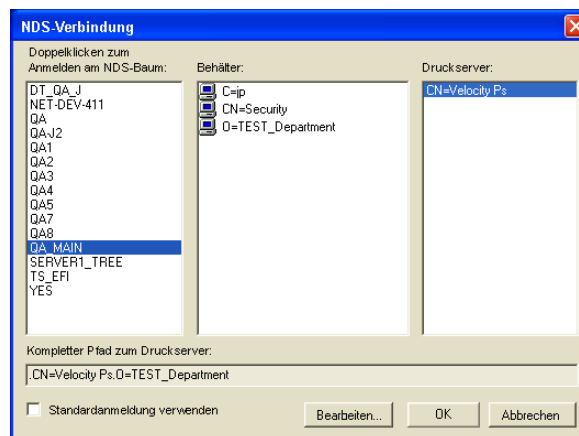 NDS-Verbindung
Doppelklicken zum
Anmelden am NDS-Baum:
Behälter:
Druckserver:
DT_QA_J
NET-DEV-411
QA
QA-J2
QA1
QA2
QA3
QA4
QA5
QA7
QA8
QA_MAIN
SERVER1_TREE
TS_EFI
YES
C=jp
CN=Security
O=TEST_Department
CN=Velocity Ps
Kompletter Pfad zum Druckserver:
.CN=Velocity Ps.O=TEST_Department
Standardanmeldung verwenden
Bearbeiten...
OK
Abbrechen